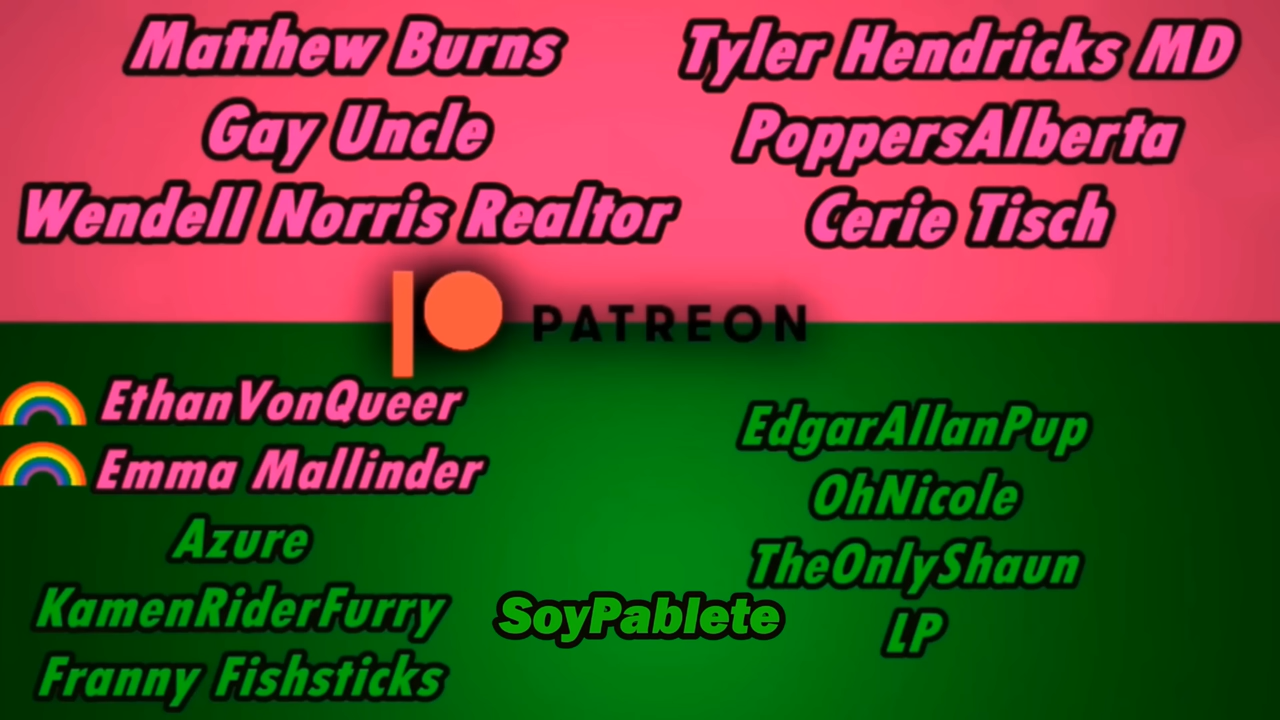 Matthew Burns
Tyler Hendricks MD
Gay Uncle
PoppersAlberta
Wendell Norris Realtor
Cerie Tisch
PATREON
EthanVonQueer
Emma Mallinder
Azure
KamenRiderFurry
Franny Fishsticks
SoyPablete
EdgarAllanPup
OhNicole
TheOnlyShaun
LP